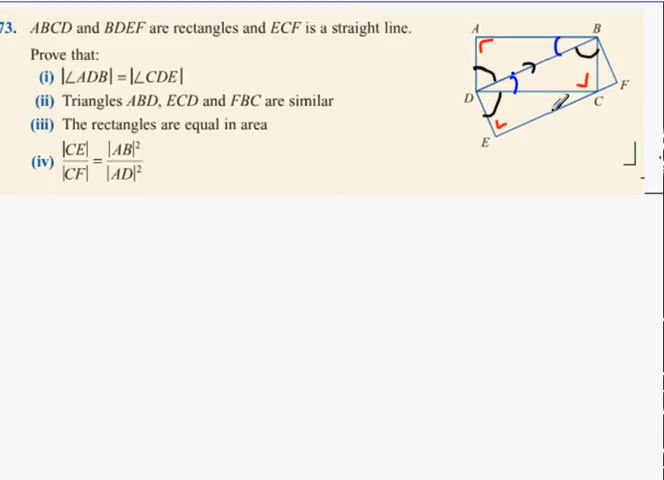 73. ABCD and BDEF are rectangles and ECF is a straight line.
Prove that:
(i) |∠ADB| = |∠CDE|
(ii) Triangles ABD, ECD and FBC are similar
(iii) The rectangles are equal in area
(iv) |CE| / |CF| = |AB|² / |AD|²
A B
D C F
E